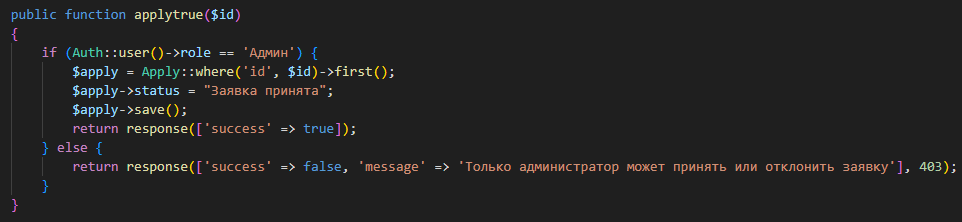 public function applytrue($id)
{
    if (Auth::user()->role == 'Админ') {
        $apply = Apply::where('id', $id)->first();
        $apply->status = "Заявка принята";
        $apply->save();
        return response(['success' => true]);
    } else {
        return response(['success' => false, 'message' => 'Только администратор может принять или отклонить заявку'], 403);
    }
}